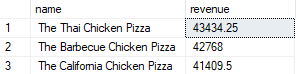 name revenue
1 The Thai Chicken Pizza 43434.25
2 The Barbecue Chicken Pizza 42768
3 The California Chicken Pizza 41409.5